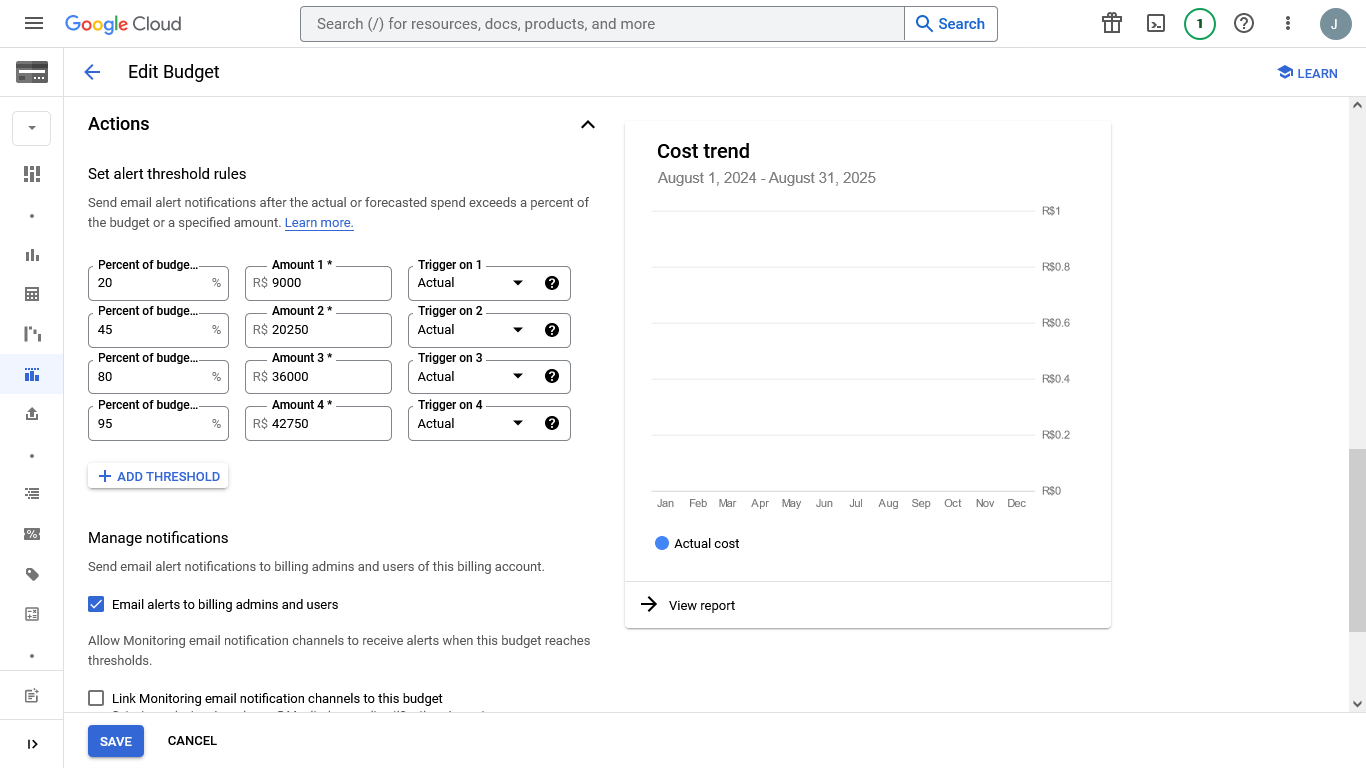 Google Cloud
Search (/) for resources, docs, products, and more
Search
1
J
Edit Budget
LEARN
Actions
Set alert threshold rules
Send email alert notifications after the actual or forecasted spend exceeds a percent of
the budget or a specified amount. Learn more.
Percent of budge... Amount 1 * Trigger on 1
20 % R$ 9000 Actual
Percent of budge... Amount 2 * Trigger on 2
45 % R$ 20250 Actual
Percent of budge... Amount 3 * Trigger on 3
80 % R$ 36000 Actual
Percent of budge... Amount 4 * Trigger on 4
95 % R$ 42750 Actual
ADD THRESHOLD
Manage notifications
Send email alert notifications to billing admins and users of this billing account.
Email alerts to billing admins and users
Allow Monitoring email notification channels to receive alerts when this budget reaches
thresholds.
Link Monitoring email notification channels to this budget
SAVE
CANCEL
Cost trend
August 1, 2024 - August 31, 2025
R$1
R$0.8
R$0.6
R$0.4
R$0.2
R$0
Jan Feb Mar Apr May Jun Jul Aug Sep Oct Nov Dec
Actual cost
View report